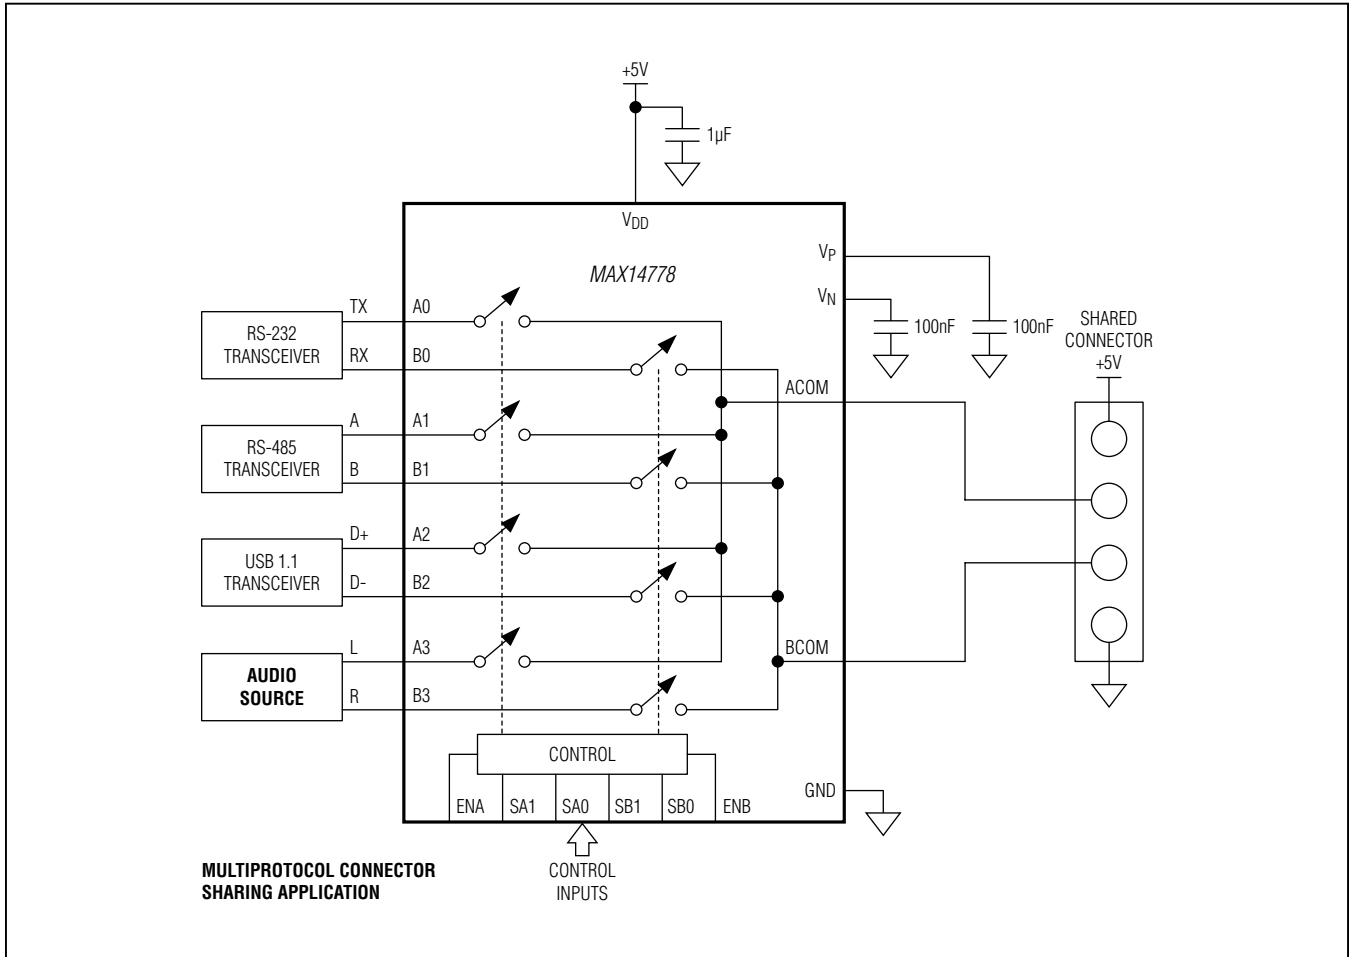 +5V
1µF
VDD
MAX14778
VP
VN
100nF
100nF
SHARED
CONNECTOR
+5V
RS-232
TRANSCEIVER
TX
RX
A0
B0
ACOM
RS-485
TRANSCEIVER
A
B
A1
B1
USB 1.1
TRANSCEIVER
D+
D-
A2
B2
AUDIO
SOURCE
L
R
A3
B3
BCOM
CONTROL
ENA
SA1
SA0
SB1
SB0
ENB
GND
CONTROL
INPUTS
MULTIPROTOCOL CONNECTOR
SHARING APPLICATION